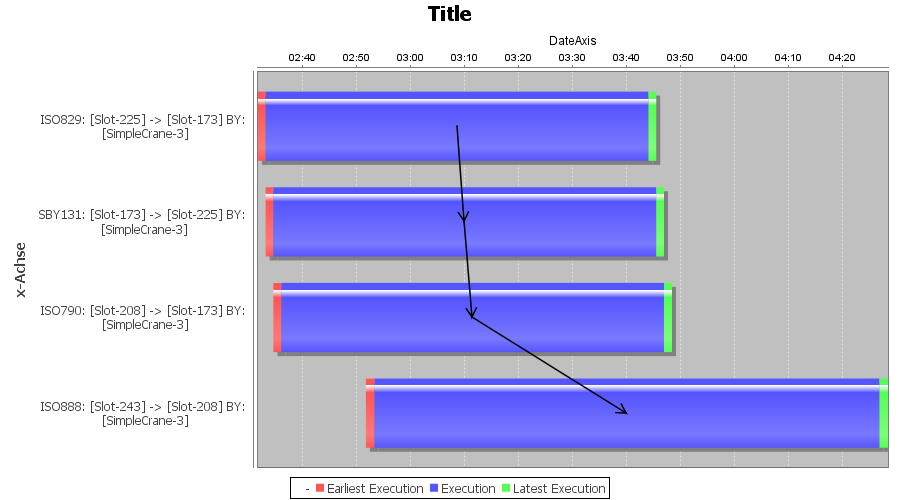 Title
DateAxis
02:40 02:50 03:00 03:10 03:20 03:30 03:40 03:50 04:00 04:10 04:20
x-Achse
ISO829: [Slot-225] -> [Slot-173] BY:
[SimpleCrane-3]
SBY131: [Slot-173] -> [Slot-225] BY:
[SimpleCrane-3]
ISO790: [Slot-208] -> [Slot-173] BY:
[SimpleCrane-3]
ISO888: [Slot-243] -> [Slot-208] BY:
[SimpleCrane-3]
- Earliest Execution Execution Latest Execution